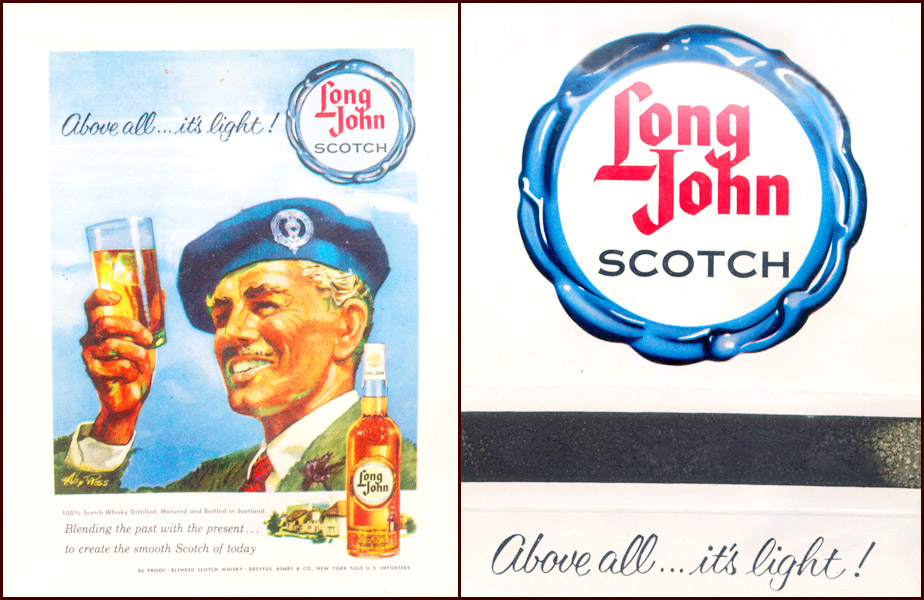 Above all...it's light!
Long
John
SCOTCH
LONG JOHN
Long
John
100% Scotch Whisky Distilled, Matured and Bottled in Scotland
Blending the past with the present...
to create the smooth Scotch of today
86 PROOF · BLENDED SCOTCH WHISKY · DREYFUS, ASHBY & CO., NEW YORK SOLE U.S. IMPORTERS
Long
John
SCOTCH
Above all...it's light!